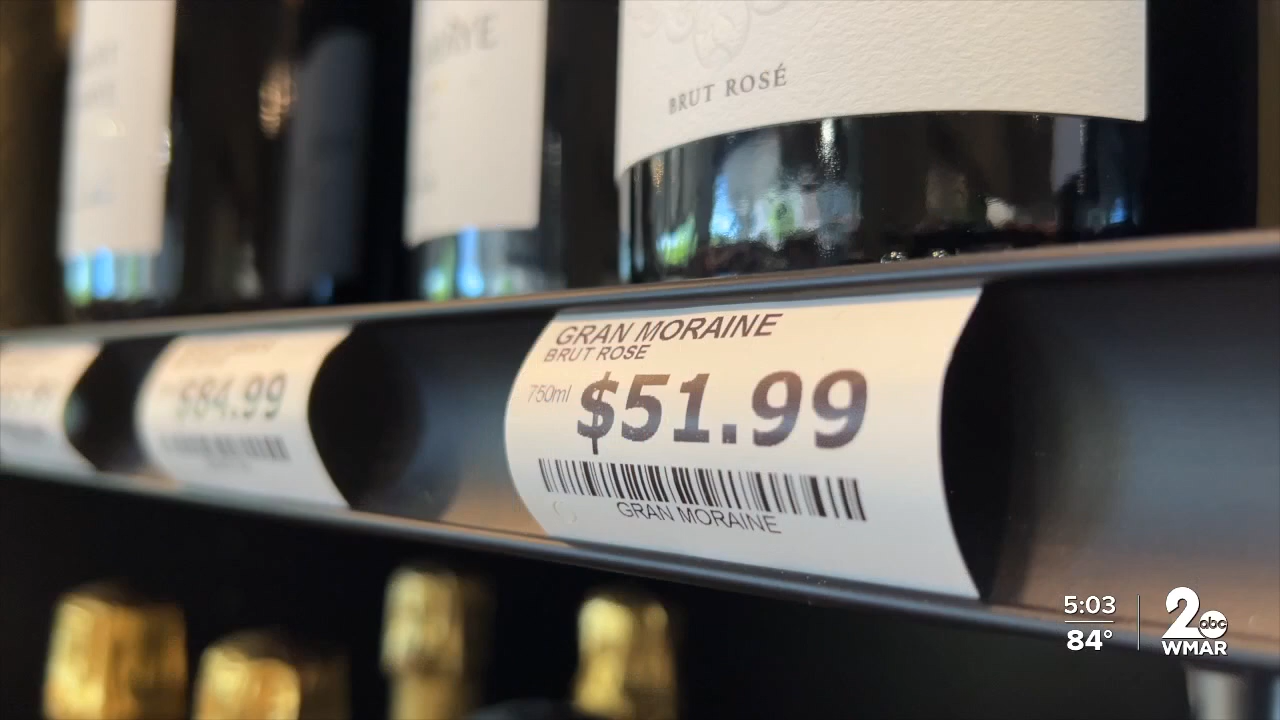 BRUT ROSÉ
GRAN MORAINE
BRUT ROSE
750ml $51.99
GRAN MORAINE
$84.99
5:03
84°
2 abc
WMAR